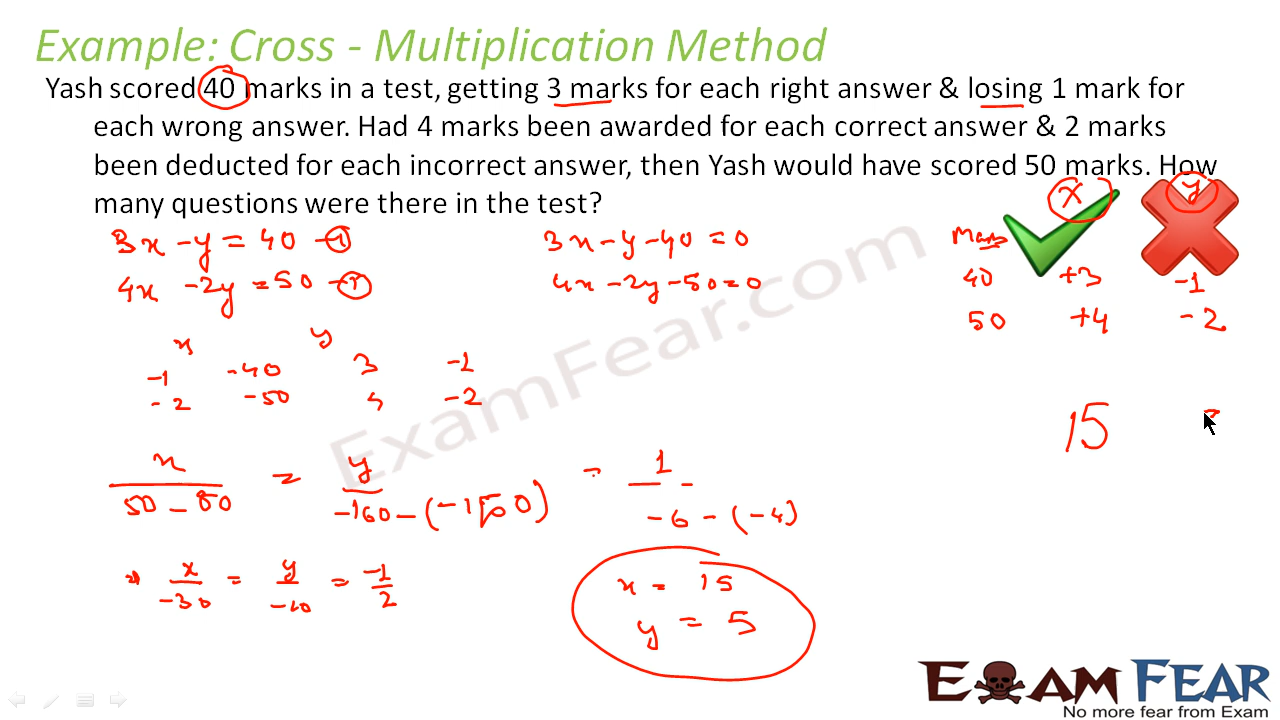 Example: Cross - Multiplication Method
Yash scored 40 marks in a test, getting 3 marks for each right answer & losing 1 mark for
each wrong answer. Had 4 marks been awarded for each correct answer & 2 marks
been deducted for each incorrect answer, then Yash would have scored 50 marks. How
many questions were there in the test?
x y
3x - y = 40 - 1 3x - y - 40 = 0 Marks
4x - 2y = 50 4x - 2y - 50 = 0 40 +3 -1
50 +4 -2
x y
-1 -40 3 -1
-2 -50 4 -2
15
x/(50 - 80) = y/(-160 - (-150)) = 1/(-6 - (-4))
⇒ x/-30 = y/-10 = -1/2
x = 15
y = 5
ExamFear.com
EXAM FEAR
No more fear from Exam